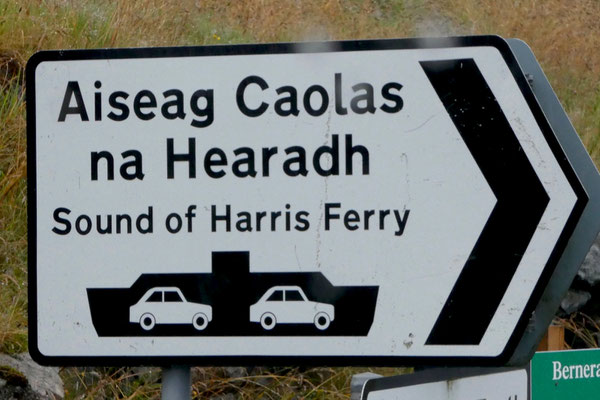 Aiseag Caolas
na Hearadh
Sound of Harris Ferry